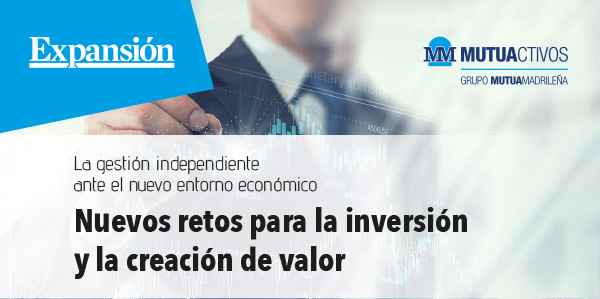 Expansión
MM MUTUACTIVOS
GRUPO MUTUAMADRILEÑA
La gestión independiente
ante el nuevo entorno económico
Nuevos retos para la inversión
y la creación de valor